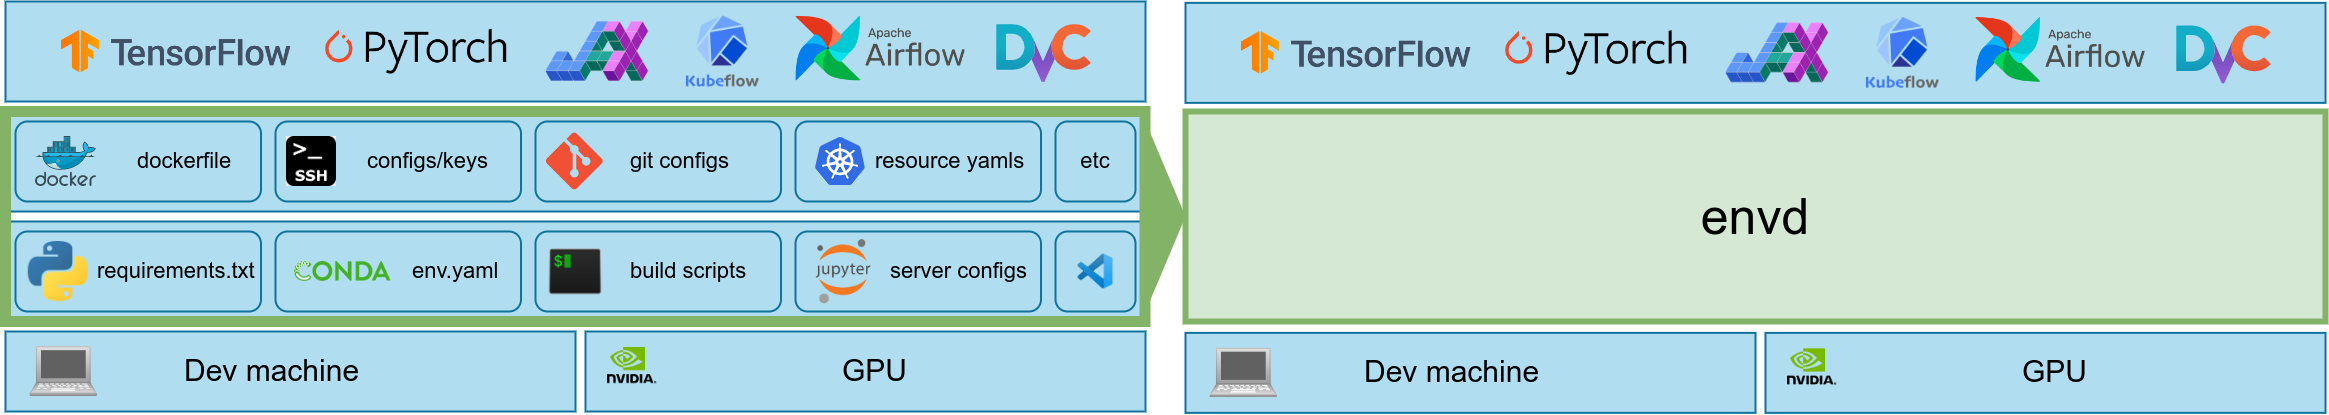 TensorFlow
PyTorch
JAX
Kubeflow
Apache
Airflow
DVC
docker
dockerfile
>_
SSH
configs/keys
git configs
resource yamls
etc
requirements.txt
CONDA
env.yaml
$
build scripts
jupyter
server configs
Dev machine
NVIDIA.
GPU
TensorFlow
PyTorch
JAX
Kubeflow
Apache
Airflow
DVC
envd
Dev machine
NVIDIA.
GPU